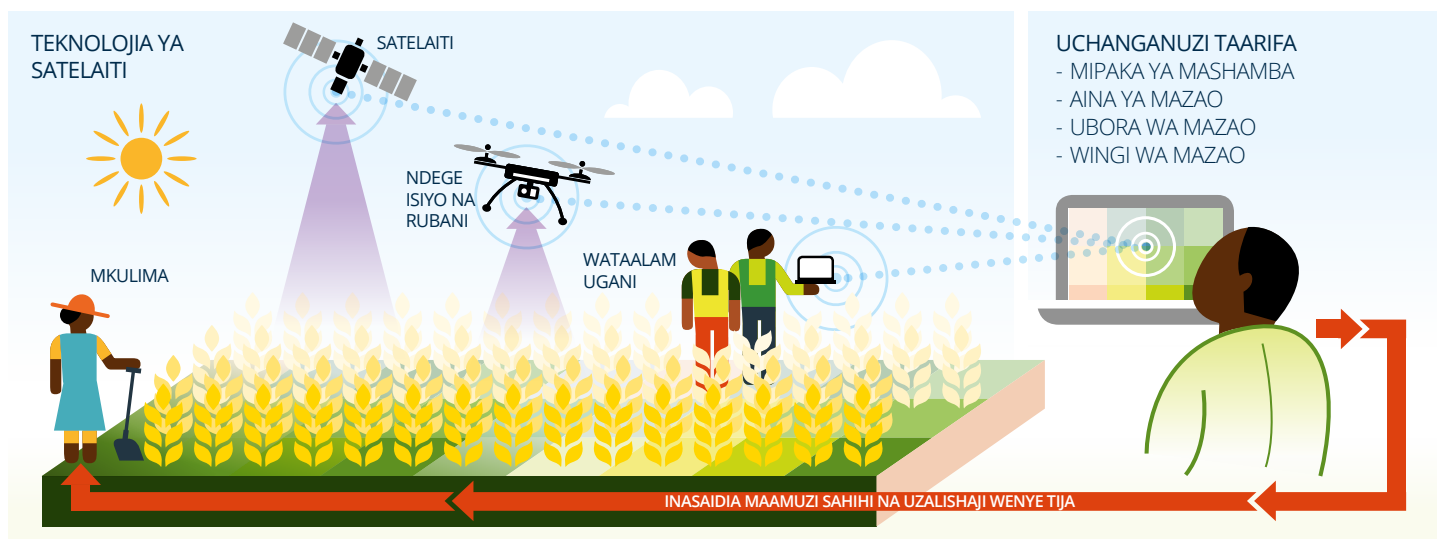 TEKNOLOJIA YA
SATELAITI
SATELAITI
NDEGE
ISIYO NA
RUBANI
WATAALAM
UGANI
MKULIMA
UCHANGANUZI TAARIFA
- MIPAKA YA MASHAMBA
- AINA YA MAZAO
- UBORA WA MAZAO
- WINGI WA MAZAO
INASAIDIA MAAMUZI SAHIHI NA UZALISHAJI WENYE TIJA